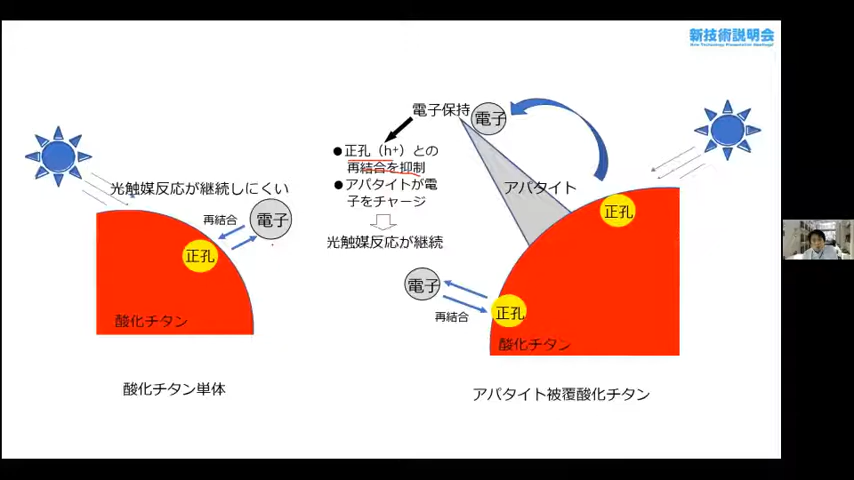 新技術説明会
光触媒反応が継続しにくい
再結合
電子
正孔
酸化チタン
酸化チタン単体
電子保持
電子
●正孔（h⁺）との
再結合を抑制
●アパタイトが電
子をチャージ
光触媒反応が継続
アパタイト
正孔
電子
再結合
正孔
酸化チタン
アパタイト被覆酸化チタン